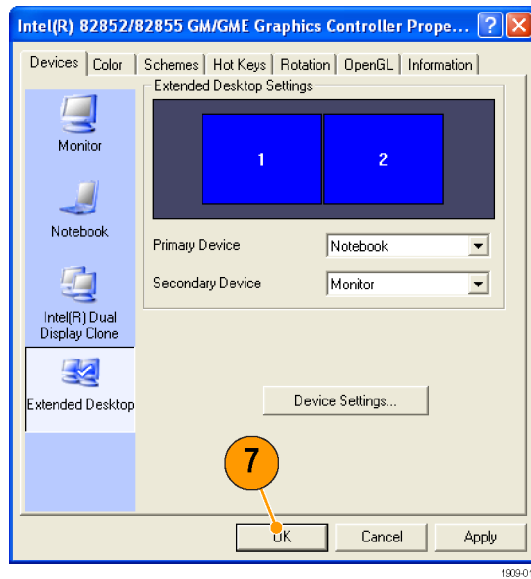 Intel(R) 82852/82855 GM/GME Graphics Controller Prope...
Devices Color Schemes Hot Keys Rotation OpenGL Information
Extended Desktop Settings
1 2
Monitor
Notebook
Primary Device Notebook
Secondary Device Monitor
Intel(R) Dual
Display Clone
Extended Desktop
Device Settings...
7
OK Cancel Apply